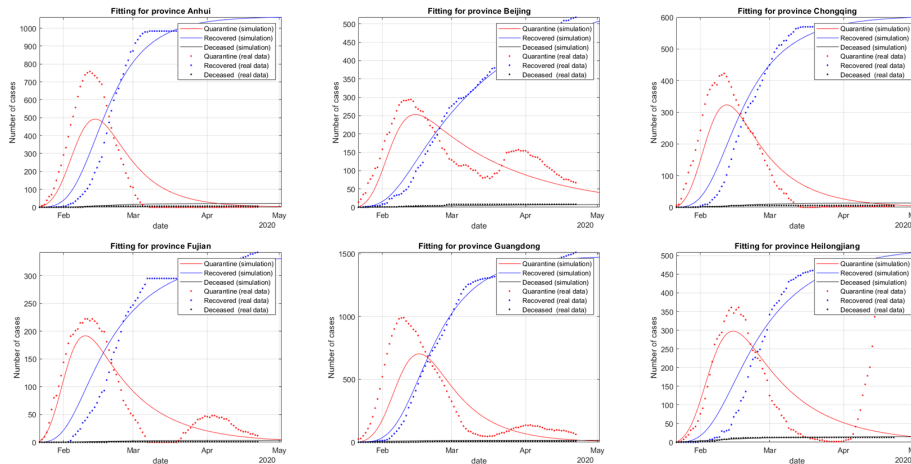 Fitting for province Anhui
Number of cases
1000
900
800
700
600
500
400
300
200
100
0
Quarantine (simulation)
Recovered (simulation)
Deceased (simulation)
Quarantine (real data)
Recovered (real data)
Deceased (real data)
Feb
Mar
Apr
May
date
2020
Fitting for province Beijing
Number of cases
500
450
400
350
300
250
200
150
100
50
0
Quarantine (simulation)
Recovered (simulation)
Deceased (simulation)
Quarantine (real data)
Recovered (real data)
Deceased (real data)
Feb
Mar
Apr
May
date
2020
Fitting for province Chongqing
Number of cases
600
500
400
300
200
100
0
Quarantine (simulation)
Recovered (simulation)
Deceased (simulation)
Quarantine (real data)
Recovered (real data)
Deceased (real data)
Feb
Mar
Apr
date
2020
Fitting for province Fujian
Number of cases
300
250
200
150
100
50
0
Quarantine (simulation)
Recovered (simulation)
Deceased (simulation)
Quarantine (real data)
Recovered (real data)
Deceased (real data)
Feb
Mar
Apr
May
date
2020
Fitting for province Guangdong
Number of cases
1500
1000
500
0
Quarantine (simulation)
Recovered (simulation)
Deceased (simulation)
Quarantine (real data)
Recovered (real data)
Deceased (real data)
Feb
Mar
Apr
May
date
2020
Fitting for province Heilongjiang
Number of cases
500
450
400
350
300
250
200
150
100
50
0
Quarantine (simulation)
Recovered (simulation)
Deceased (simulation)
Quarantine (real data)
Recovered (real data)
Deceased (real data)
Feb
Mar
Apr
date
2020